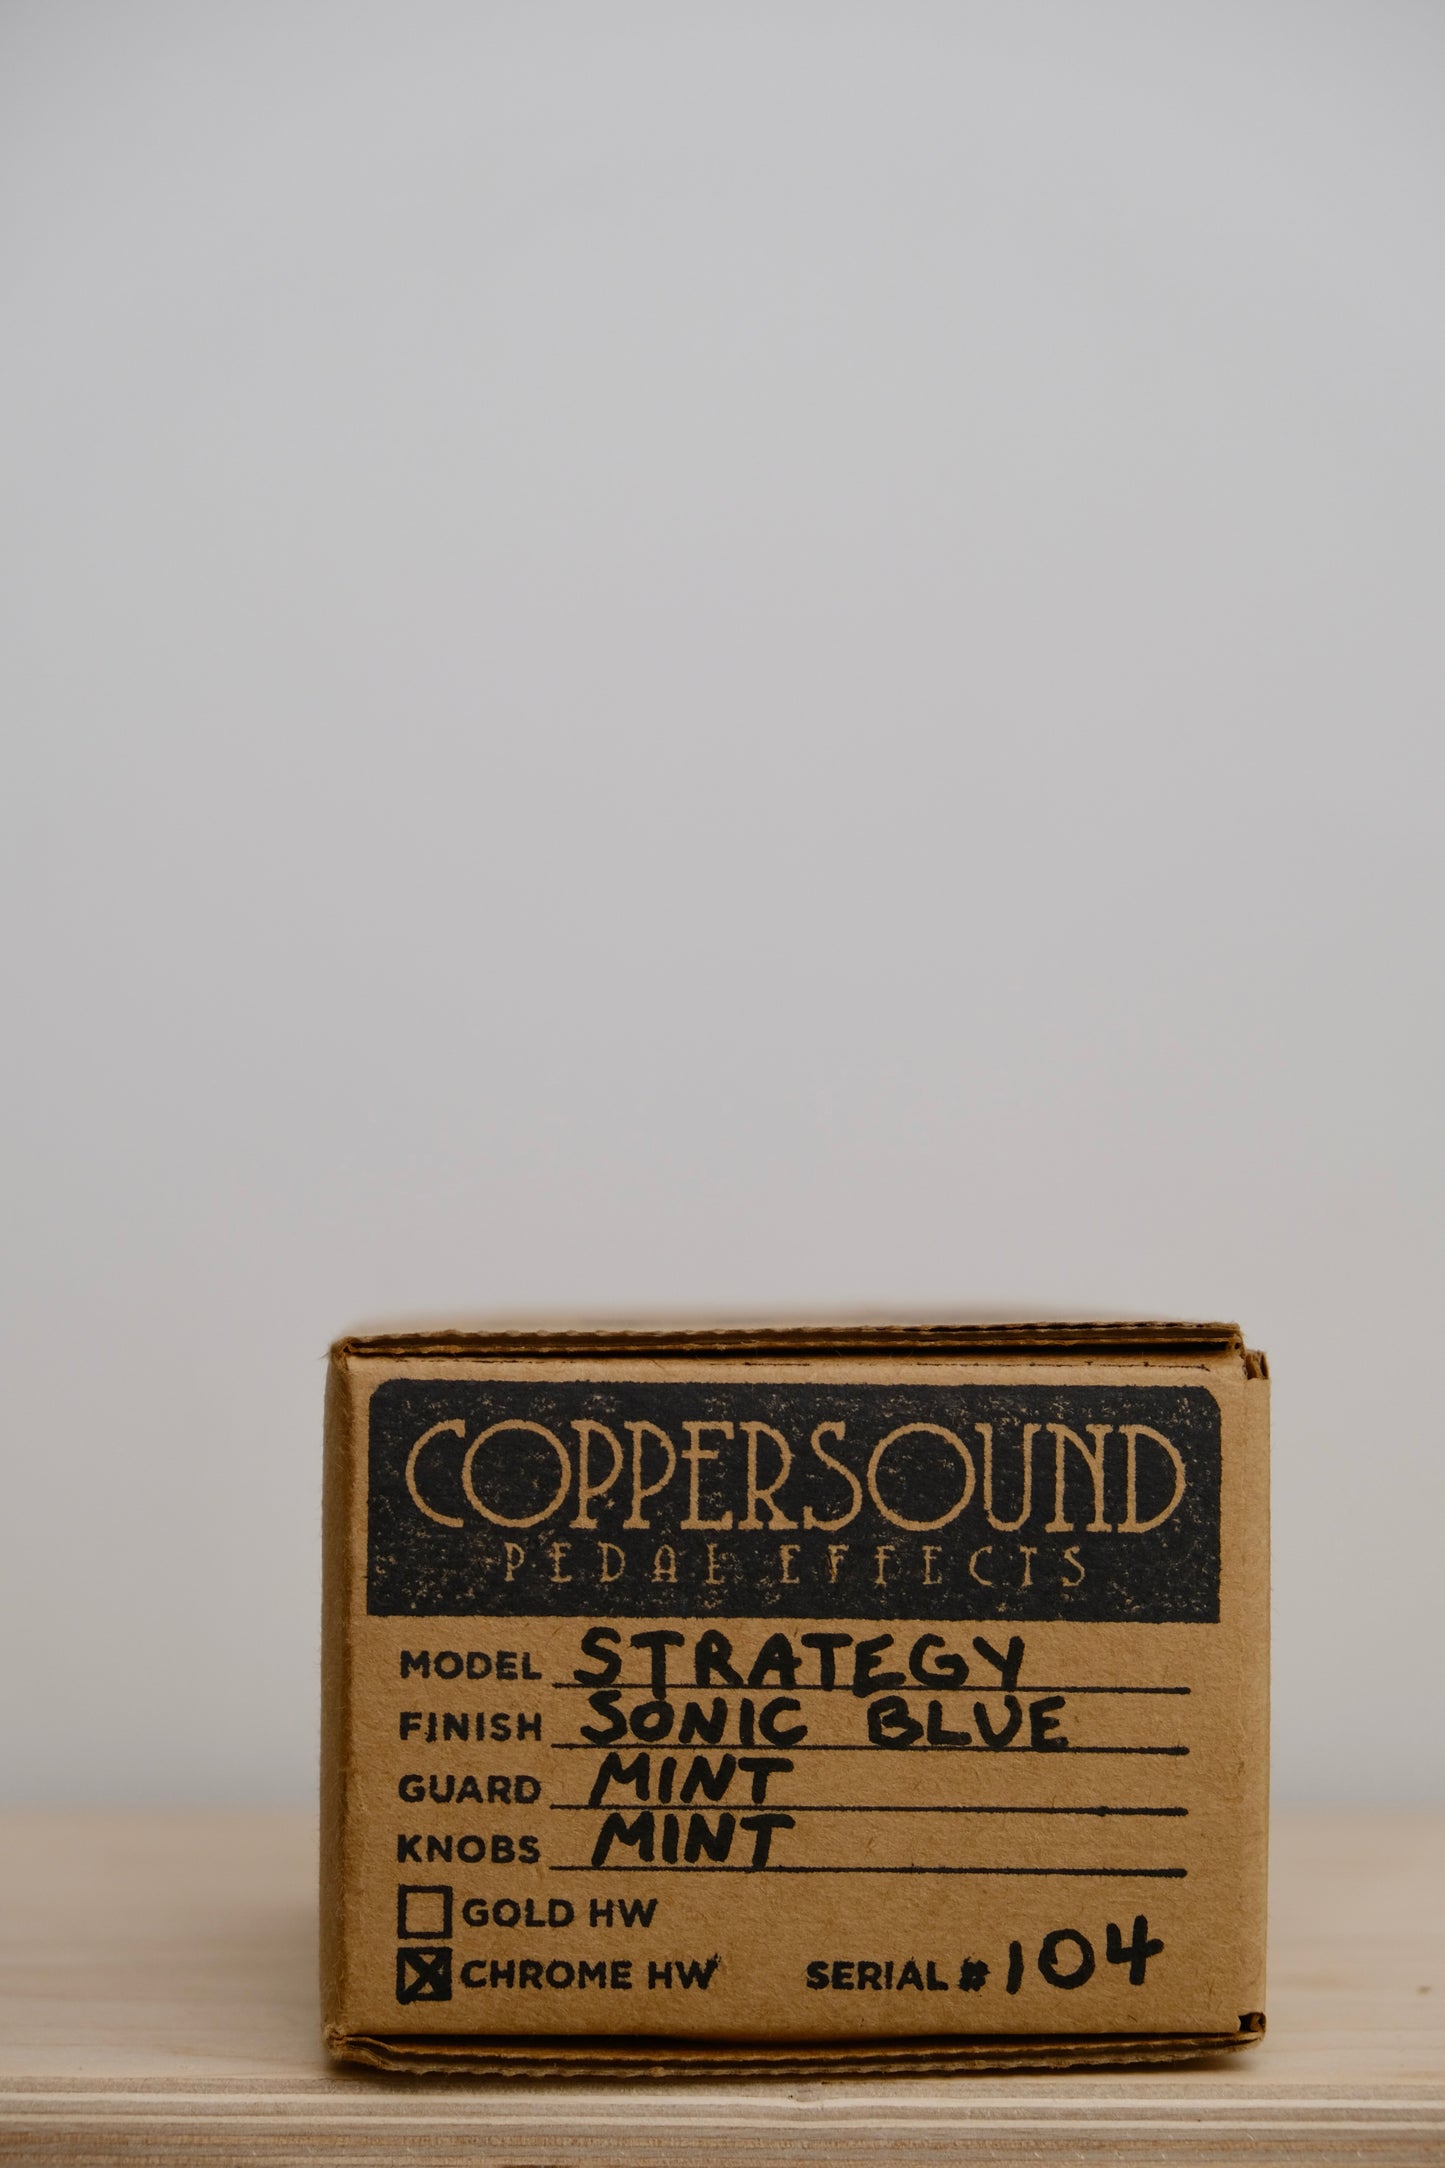 COPPERSOUND
PEDAL EFFECTS
MODEL STRATEGY
FINISH SONIC BLUE
GUARD MINT
KNOBS MINT
GOLD HW
CHROME HW SERIAL # 104